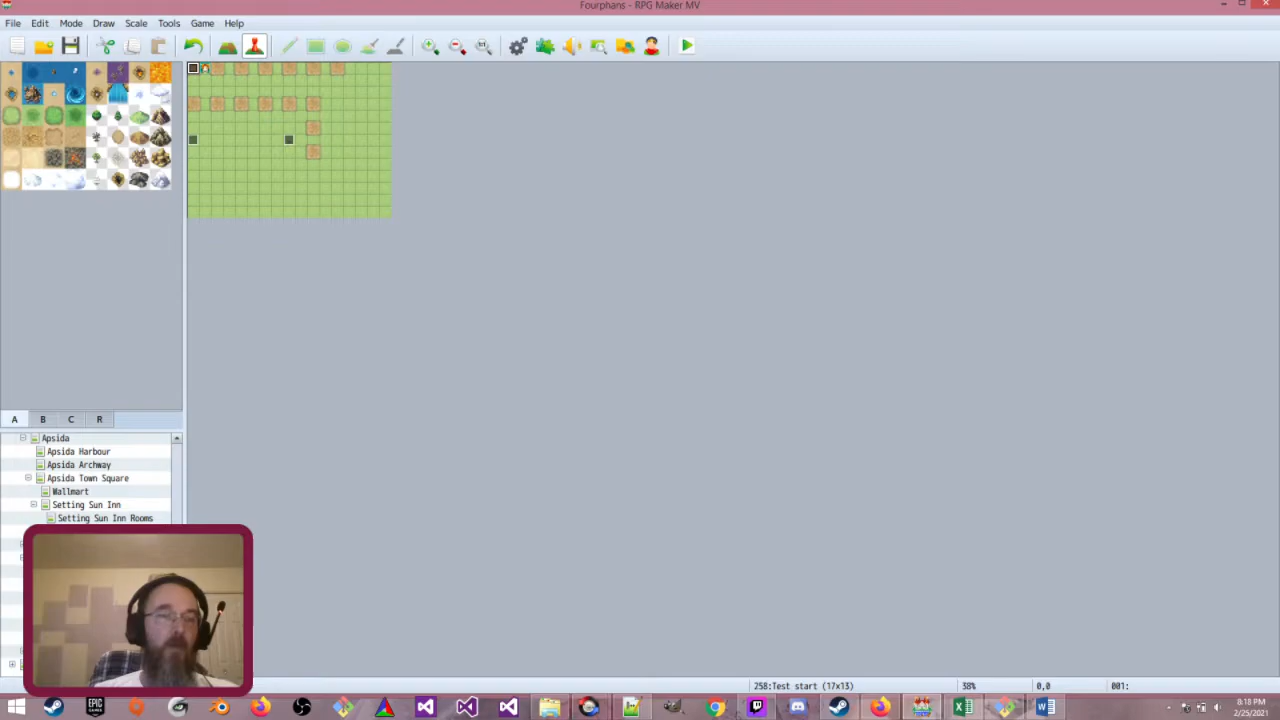 Fourphans - RPG Maker MV
File Edit Mode Draw Scale Tools Game Help
A B C R
Apsida
Apsida Harbour
Apsida Archway
Apsida Town Square
Wallmart
Setting Sun Inn
Setting Sun Inn Rooms
258:Test start (17x13) 38% 0,0 001:
EPIC GAMES
8:18 PM
2/25/2021